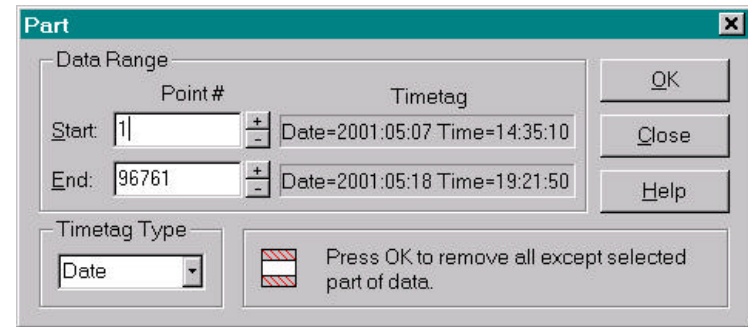 Part
Data Range
Point # Timetag
Start: 1 + - Date=2001:05:07 Time=14:35:10
End: 96761 + - Date=2001:05:18 Time=19:21:50
OK
Close
Help
Timetag Type
Date
Press OK to remove all except selected
part of data.